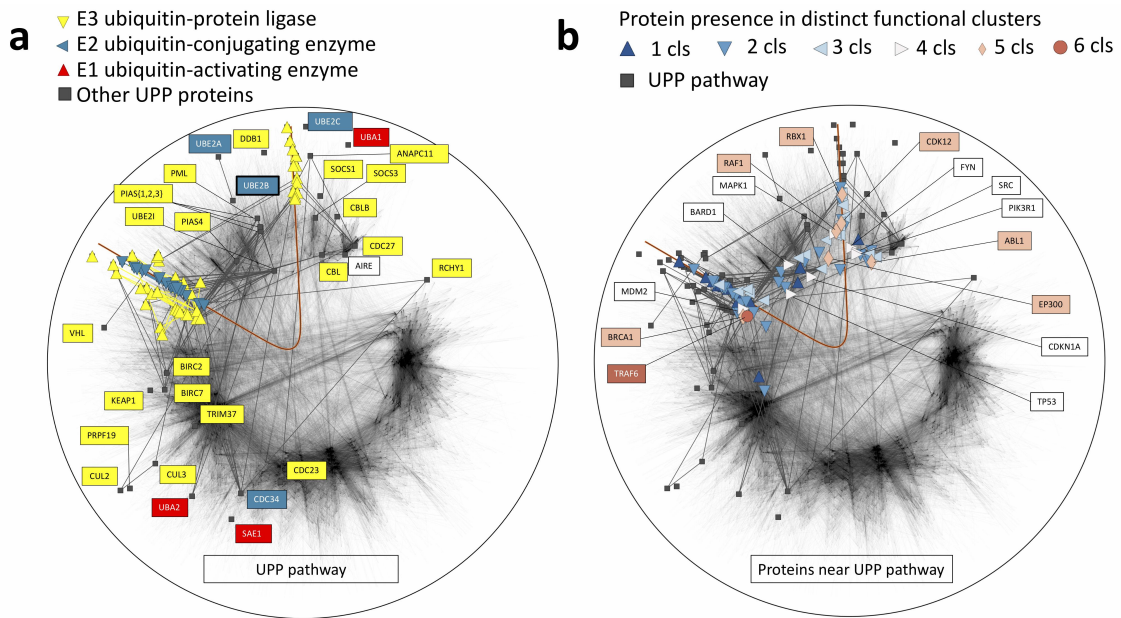 a
E3 ubiquitin-protein ligase
E2 ubiquitin-conjugating enzyme
E1 ubiquitin-activating enzyme
Other UPP proteins
UBE2C
UBE2A
DDB1
UBA1
ANAPC11
PML
SOCS1
SOCS3
UBE2B
PIAS(1,2,3)
UBE2I
PIAS4
CBLB
CDC27
CBL
AIRE
RCHY1
VHL
BIRC2
KEAP1
BIRC7
TRIM37
PRPF19
CUL2
CUL3
CDC23
UBA2
CDC34
SAE1
UPP pathway
b
Protein presence in distinct functional clusters
1 cls 2 cls 3 cls 4 cls 5 cls 6 cls
UPP pathway
RBX1
CDK12
RAF1
FYN
MAPK1
SRC
BARD1
PIK3R1
ABL1
MDM2
EP300
BRCA1
CDKN1A
TRAF6
TP53
Proteins near UPP pathway